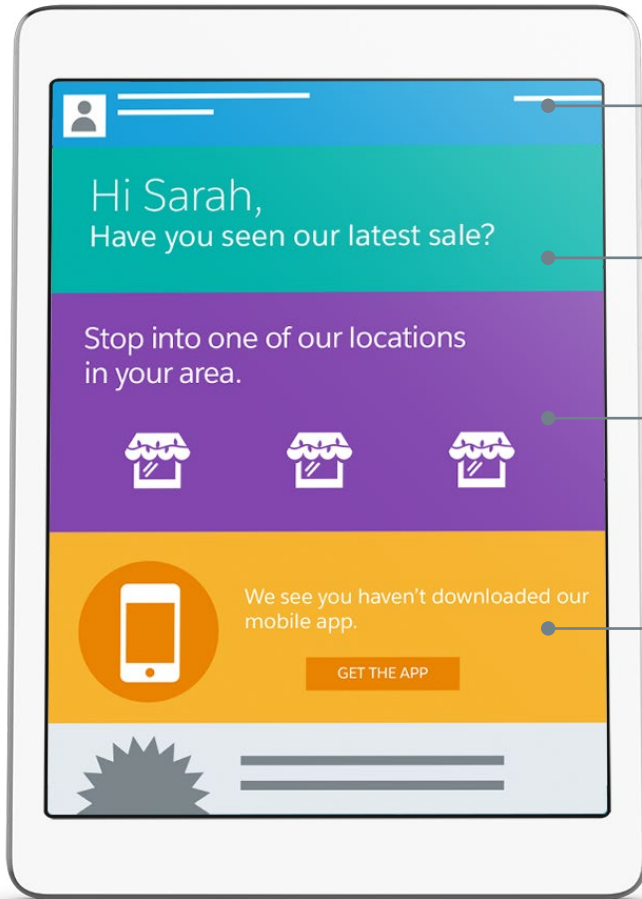 Hi Sarah,
Have you seen our latest sale?
Stop into one of our locations
in your area.
We see you haven't downloaded our
mobile app.
GET THE APP